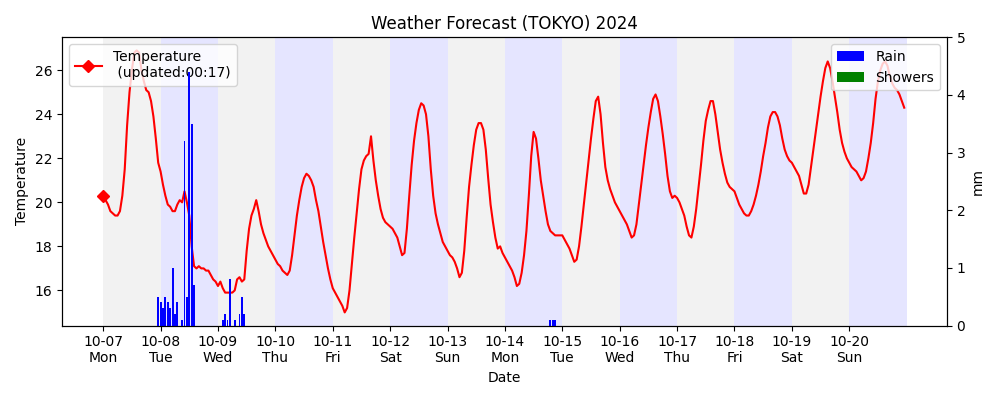 Weather Forecast (TOKYO) 2024
Temperature
(updated:00:17)
Rain
Showers
Temperature
26
24
22
20
18
16
5
4
3
2
1
0
mm
10-07 10-08 10-09 10-10 10-11 10-12 10-13 10-14 10-15 10-16 10-17 10-18 10-19 10-20
Mon Tue Wed Thu Fri Sat Sun Mon Tue Wed Thu Fri Sat Sun
Date